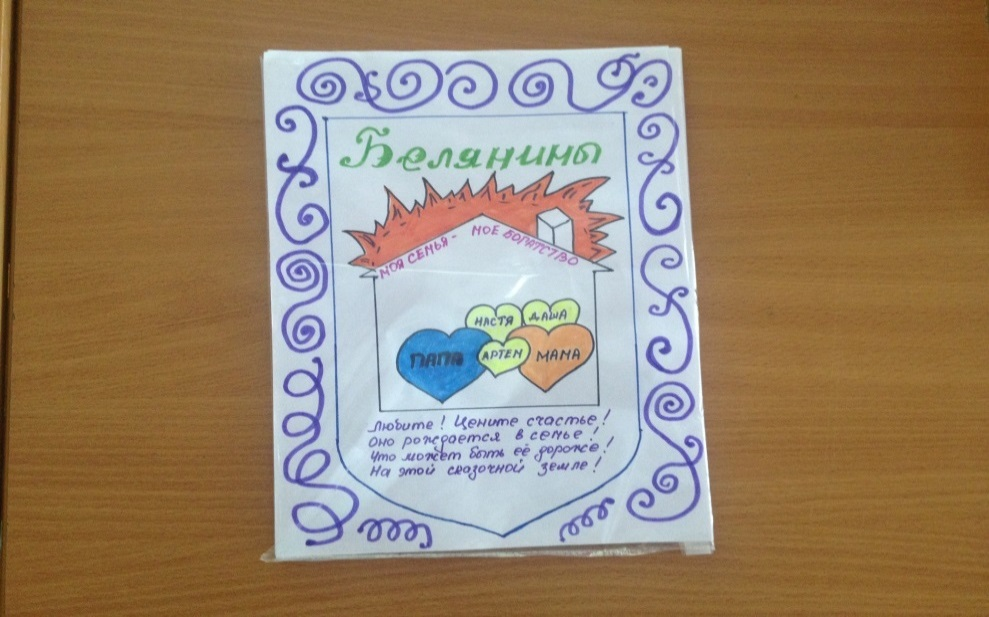 Белянины
МОЯ СЕМЬЯ - МОЕ БОГАТСТВО
НАСТЯ ДАША
ПАПА АРТЕМ МАМА
Любите! Цените счастье!
Оно рождается в семье!
Что может быть её дороже!
На этой сказочной земле!